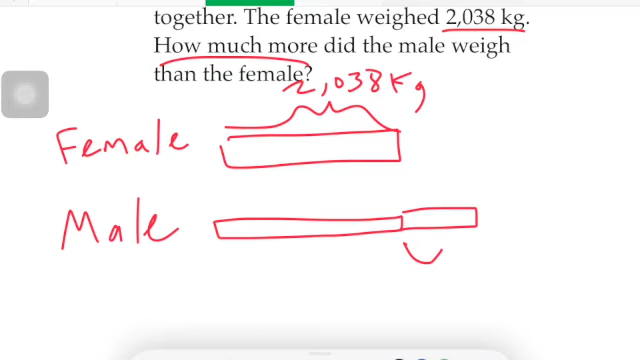 together. The female weighed 2,038 kg.
How much more did the male weigh
than the female?
2,038 Kg
Female
Male